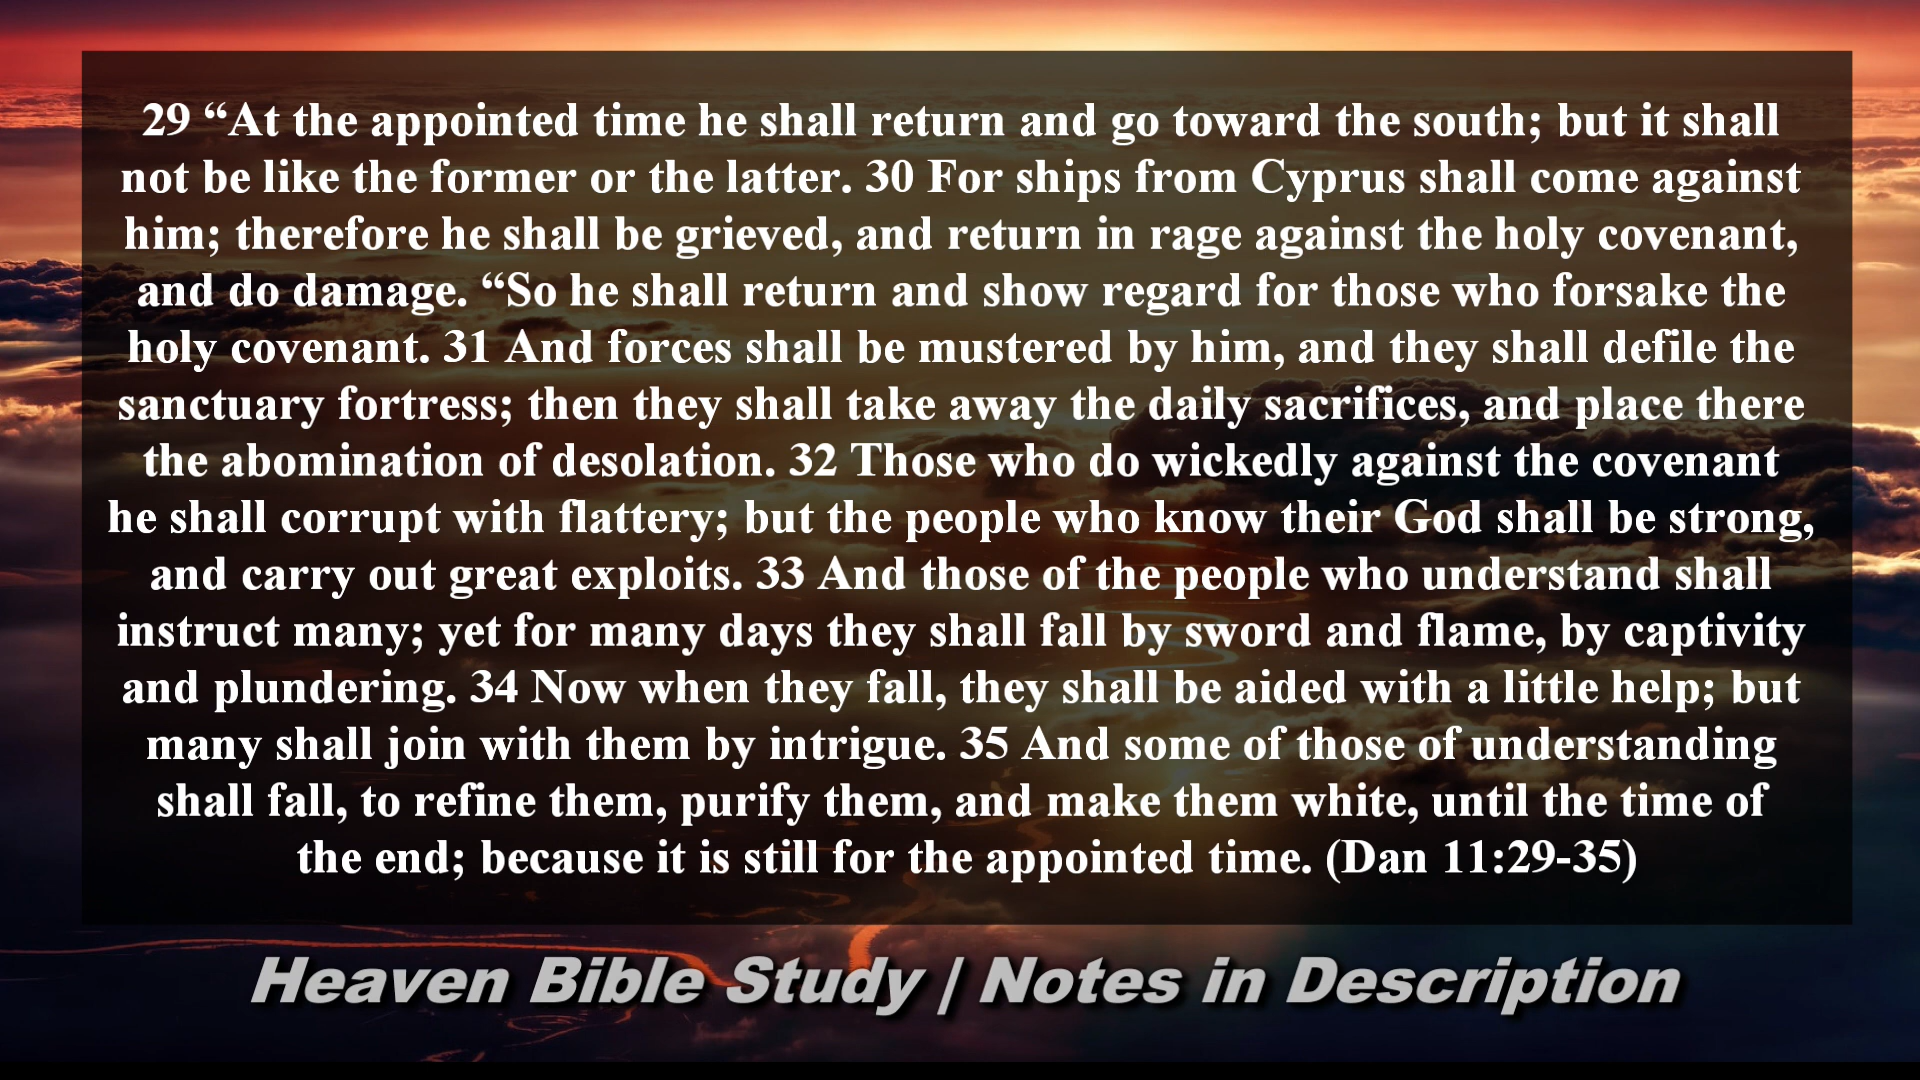 29 “At the appointed time he shall return and go toward the south; but it shall
not be like the former or the latter. 30 For ships from Cyprus shall come against
him; therefore he shall be grieved, and return in rage against the holy covenant,
and do damage. “So he shall return and show regard for those who forsake the
holy covenant. 31 And forces shall be mustered by him, and they shall defile the
sanctuary fortress; then they shall take away the daily sacrifices, and place there
the abomination of desolation. 32 Those who do wickedly against the covenant
he shall corrupt with flattery; but the people who know their God shall be strong,
and carry out great exploits. 33 And those of the people who understand shall
instruct many; yet for many days they shall fall by sword and flame, by captivity
and plundering. 34 Now when they fall, they shall be aided with a little help; but
many shall join with them by intrigue. 35 And some of those of understanding
shall fall, to refine them, purify them, and make them white, until the time of
the end; because it is still for the appointed time. (Dan 11:29-35)
Heaven Bible Study | Notes in Description